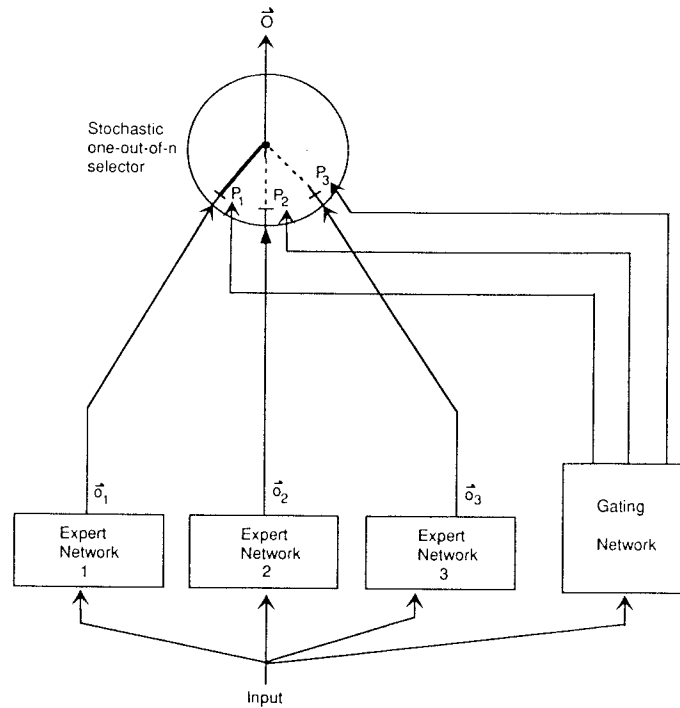 O
Stochastic
one-out-of-n
selector
P1
P2
P3
o1
o2
o3
Expert
Network
1
Expert
Network
2
Expert
Network
3
Gating
Network
Input